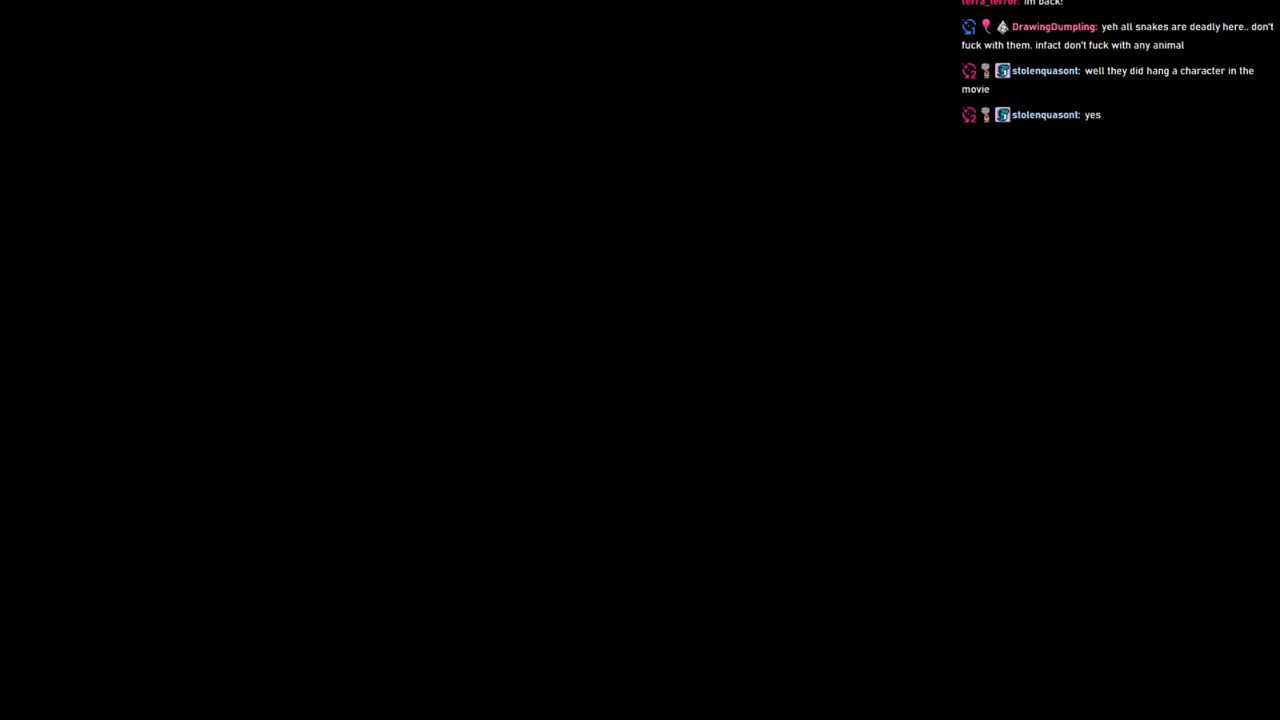 terra_terror: im back!
DrawingDumpling: yeh all snakes are deadly here.. don't
fuck with them. infact don't fuck with any animal
stolenquasont: well they did hang a character in the
movie
stolenquasont: yes